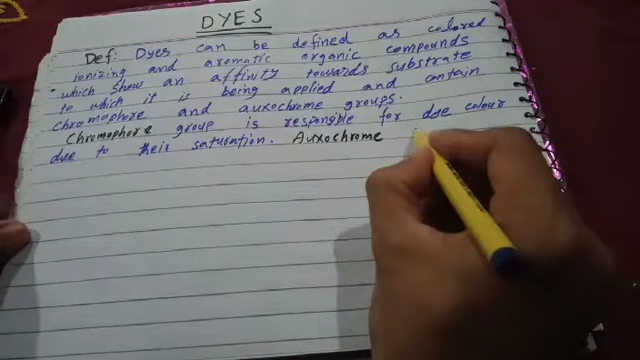 DYES
Def: Dyes can be defined as colored
ionizing and aromatic organic compounds
which show an affinity towards substrate
to which it is being applied and contain
chromophore and auxochrome groups.
Chromophore group is responsible for dye colour
due to their saturation. Auxochrome